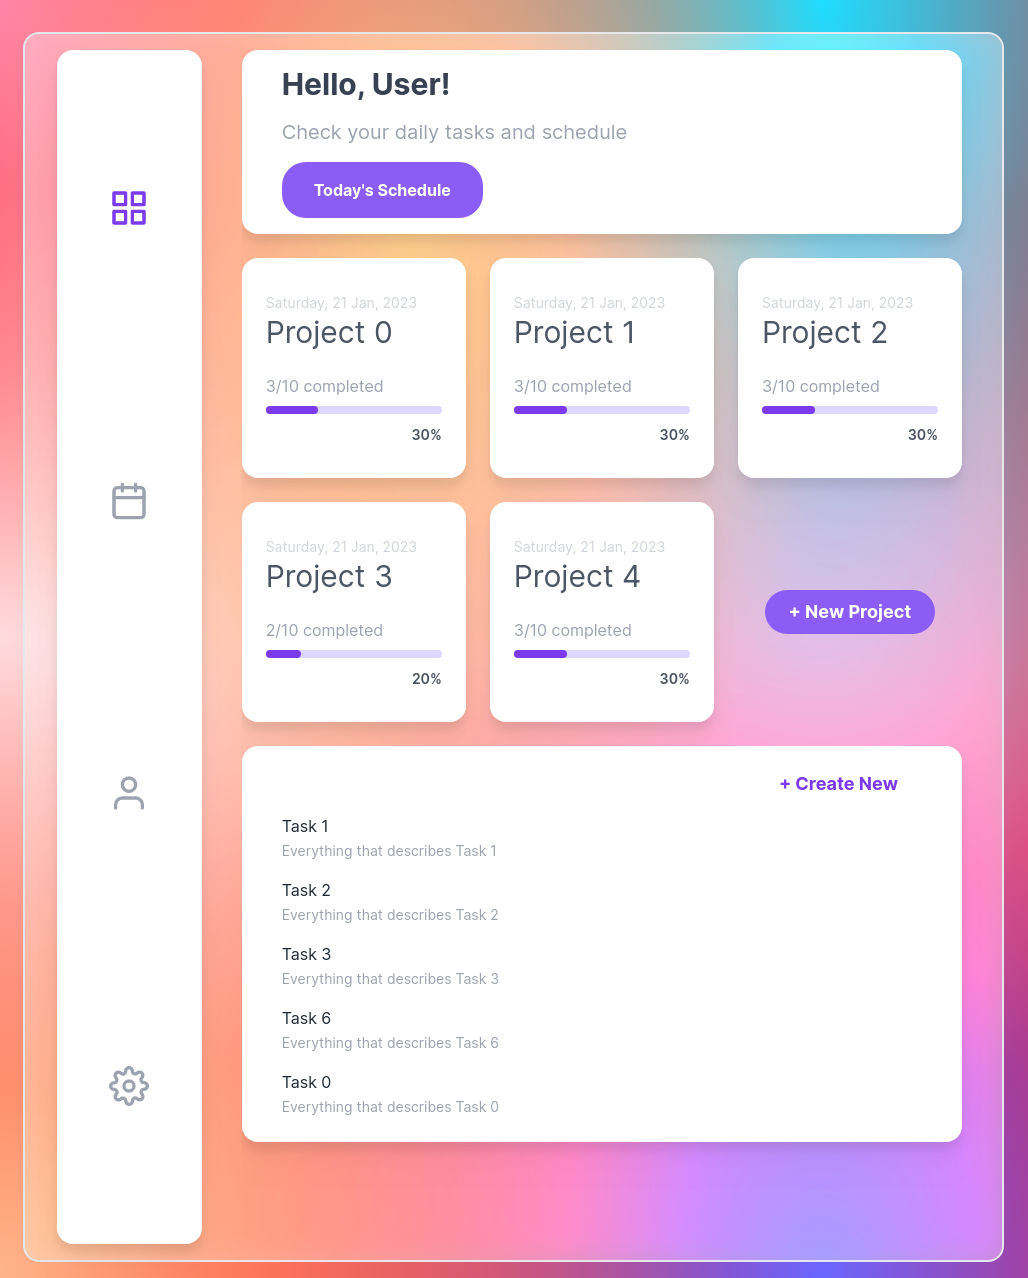 Hello, User!
Check your daily tasks and schedule
Today's Schedule
Saturday, 21 Jan, 2023
Project 0
3/10 completed
30%
Saturday, 21 Jan, 2023
Project 1
3/10 completed
30%
Saturday, 21 Jan, 2023
Project 2
3/10 completed
30%
Saturday, 21 Jan, 2023
Project 3
2/10 completed
20%
Saturday, 21 Jan, 2023
Project 4
3/10 completed
30%
+ New Project
+ Create New
Task 1
Everything that describes Task 1
Task 2
Everything that describes Task 2
Task 3
Everything that describes Task 3
Task 6
Everything that describes Task 6
Task 0
Everything that describes Task 0